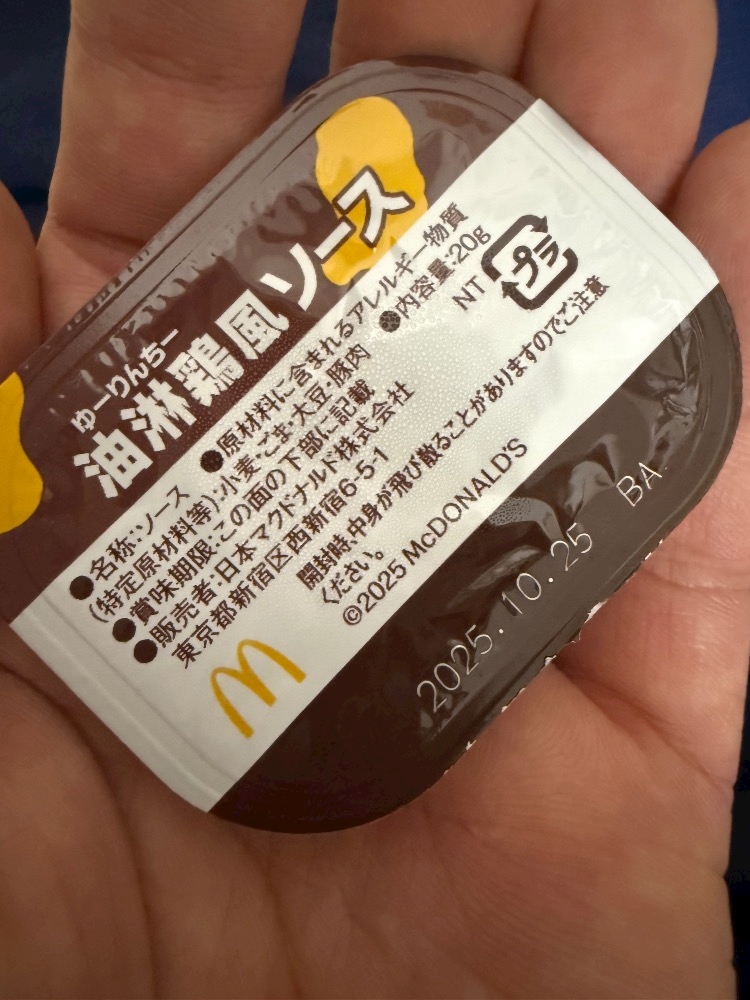 ゆーりんちー
油淋鶏風ソース
●名称:ソース ●原材料に含まれるアレルギー物質
(特定原材料等):小麦・ごま・大豆・豚肉 ●内容量:20g
●賞味期限:この面の下部に記載
●販売者:日本マクドナルド株式会社
東京都新宿区西新宿6-5-1
NT
プラ
開封時、中身が飛び散ることがありますのでご注意
ください。
©2025 McDONALD'S
2025.10.25 BA